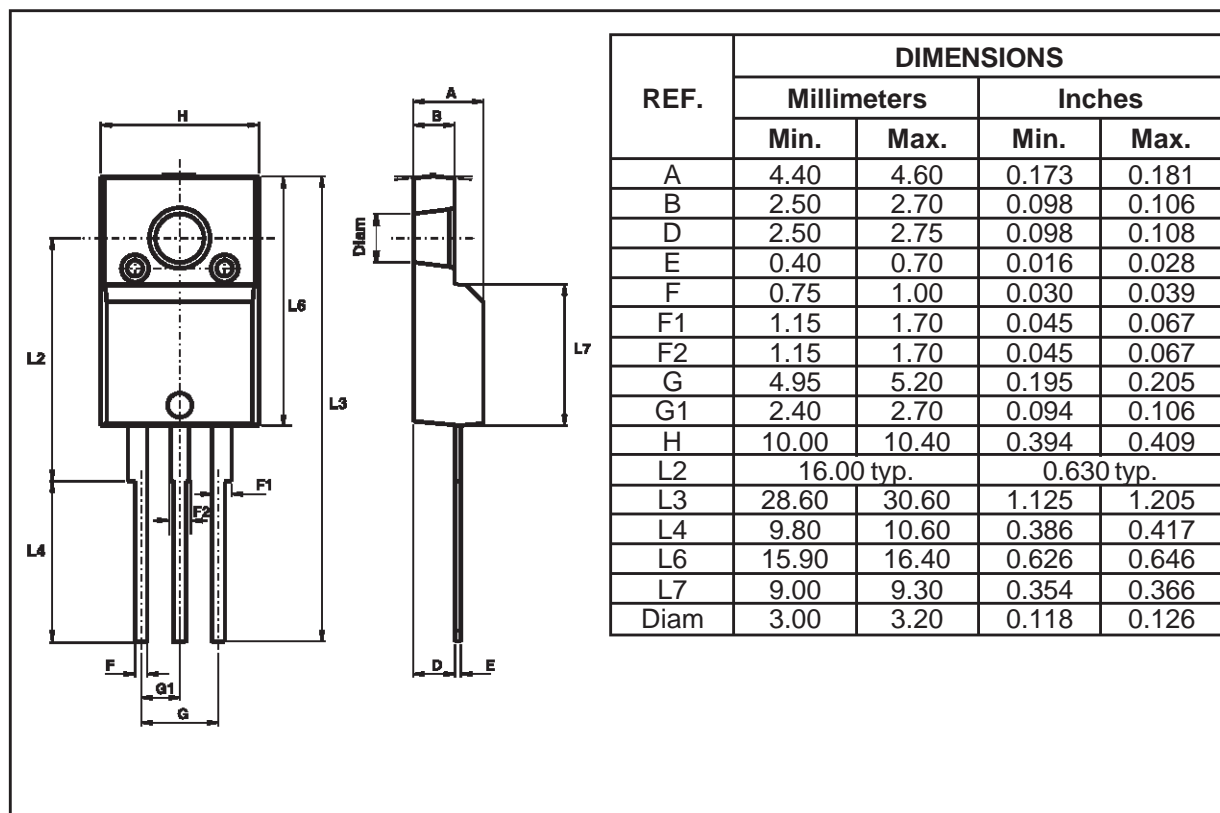 A
B
H
Diam
L6
L2
L7
L3
F1
F2
L4
F
D
E
G1
G
REF.
DIMENSIONS
Millimeters Inches
Min. Max. Min. Max.
A 4.40 4.60 0.173 0.181
B 2.50 2.70 0.098 0.106
D 2.50 2.75 0.098 0.108
E 0.40 0.70 0.016 0.028
F 0.75 1.00 0.030 0.039
F1 1.15 1.70 0.045 0.067
F2 1.15 1.70 0.045 0.067
G 4.95 5.20 0.195 0.205
G1 2.40 2.70 0.094 0.106
H 10.00 10.40 0.394 0.409
L2 16.00 typ. 0.630 typ.
L3 28.60 30.60 1.125 1.205
L4 9.80 10.60 0.386 0.417
L6 15.90 16.40 0.626 0.646
L7 9.00 9.30 0.354 0.366
Diam 3.00 3.20 0.118 0.126